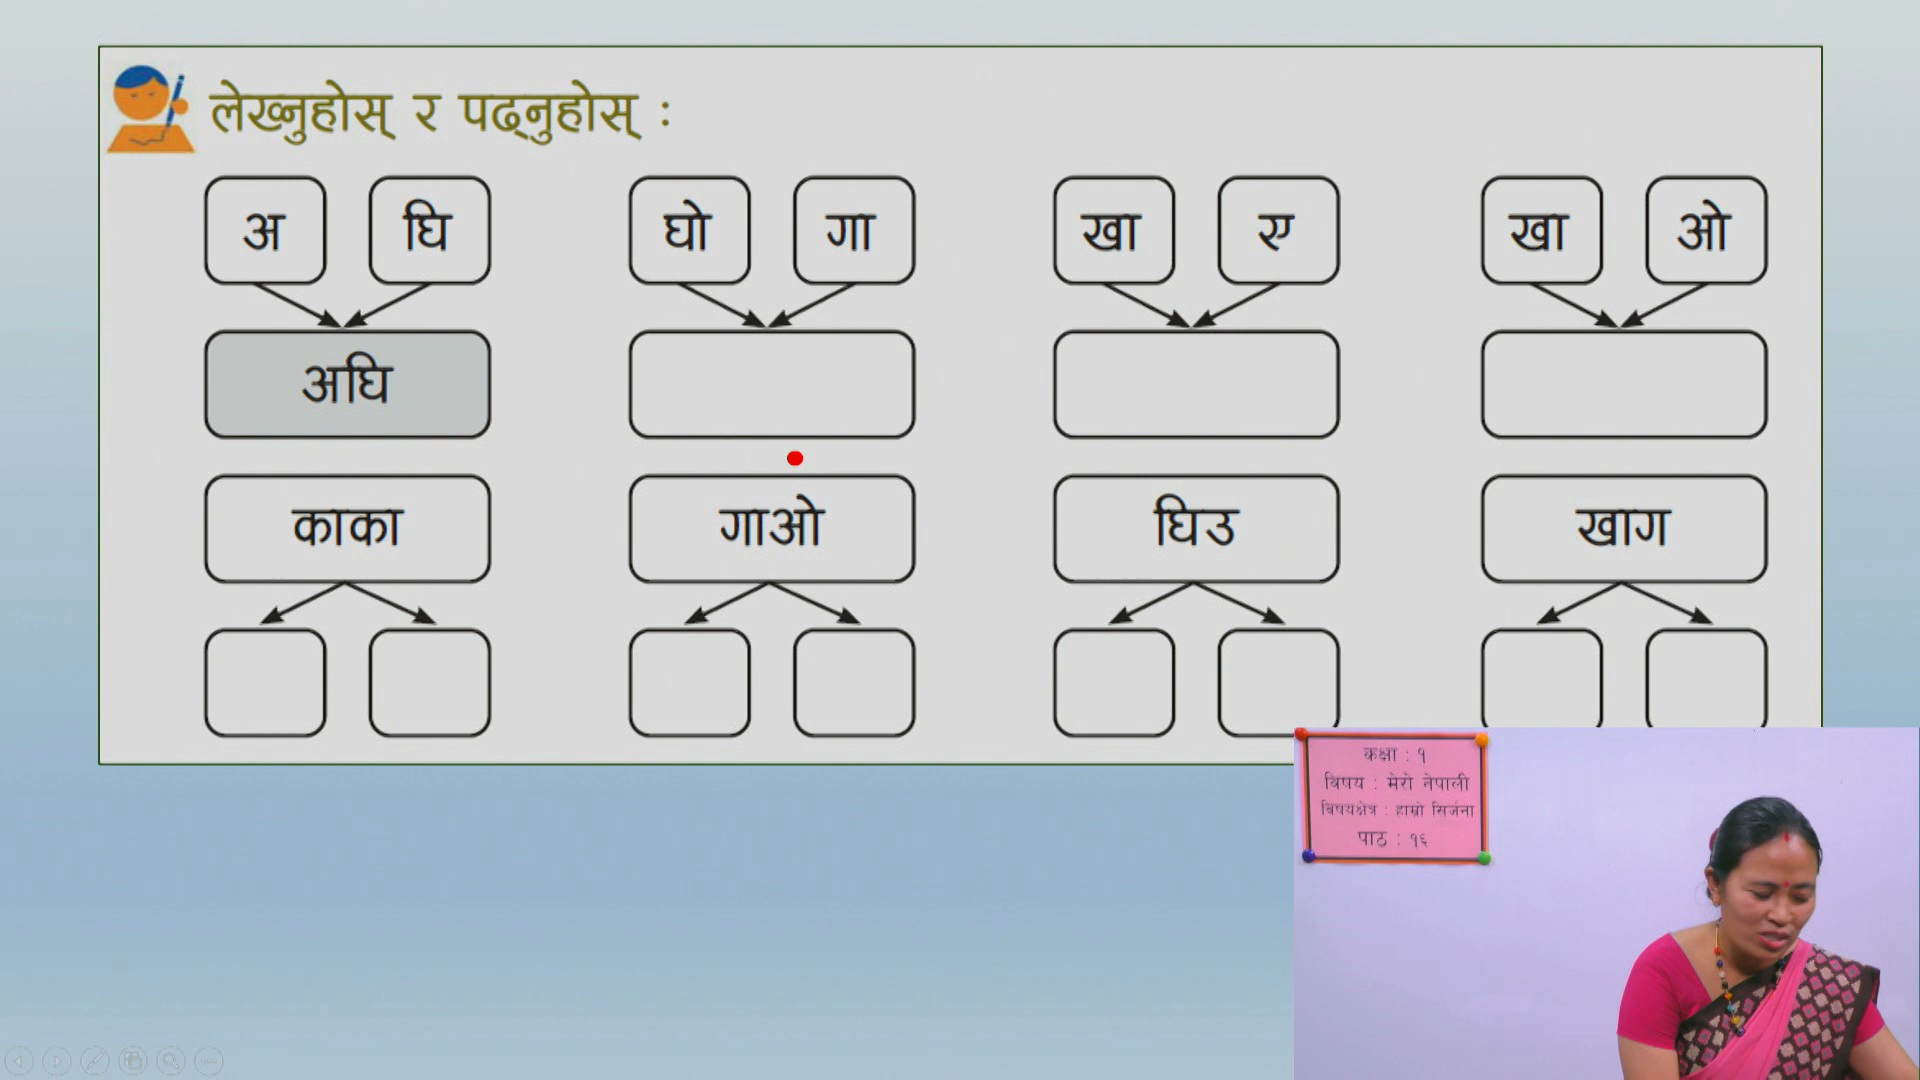 लेख्नुहोस् र पढ्नुहोस् :
अ घि घो गा खा ए खा ओ
अघि
काका गाओ घिउ खाग
कक्षा : १
बिषय : मेरो नेपाली
बिषयक्षेत्र : हाम्रो सिर्जना
पाठ : १६